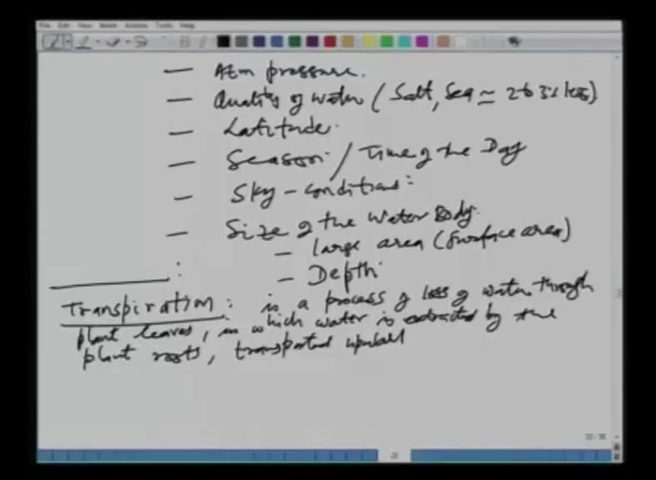 — Atm pressure.
— Quality of water (Salt, Sea ≃ 2 to 3% less)
— Latitude.
— Season / Time of the Day
— Sky-conditions:
— Size of the Water Body.
— large area (Surface area)
— Depth
Transpiration: is a process of loss of water through
plant leaves, in which water is extracted by the
plant roots, transported upward